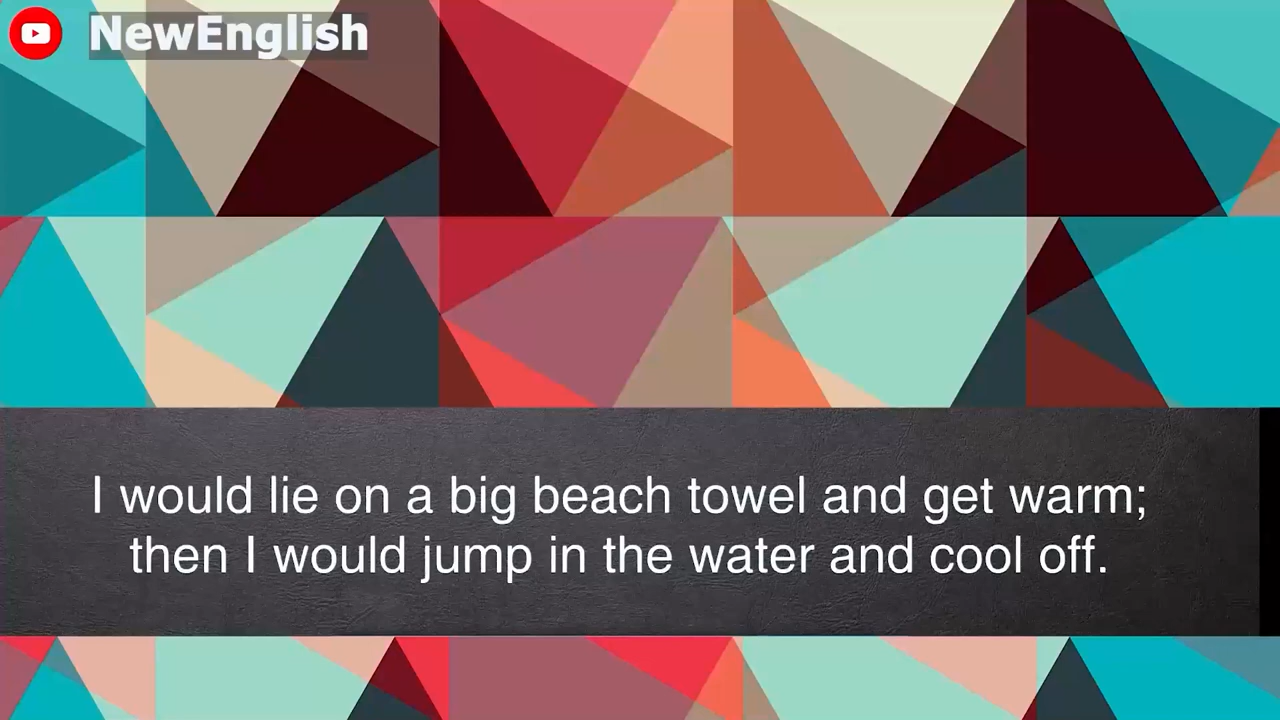 NewEnglish
I would lie on a big beach towel and get warm;
then I would jump in the water and cool off.